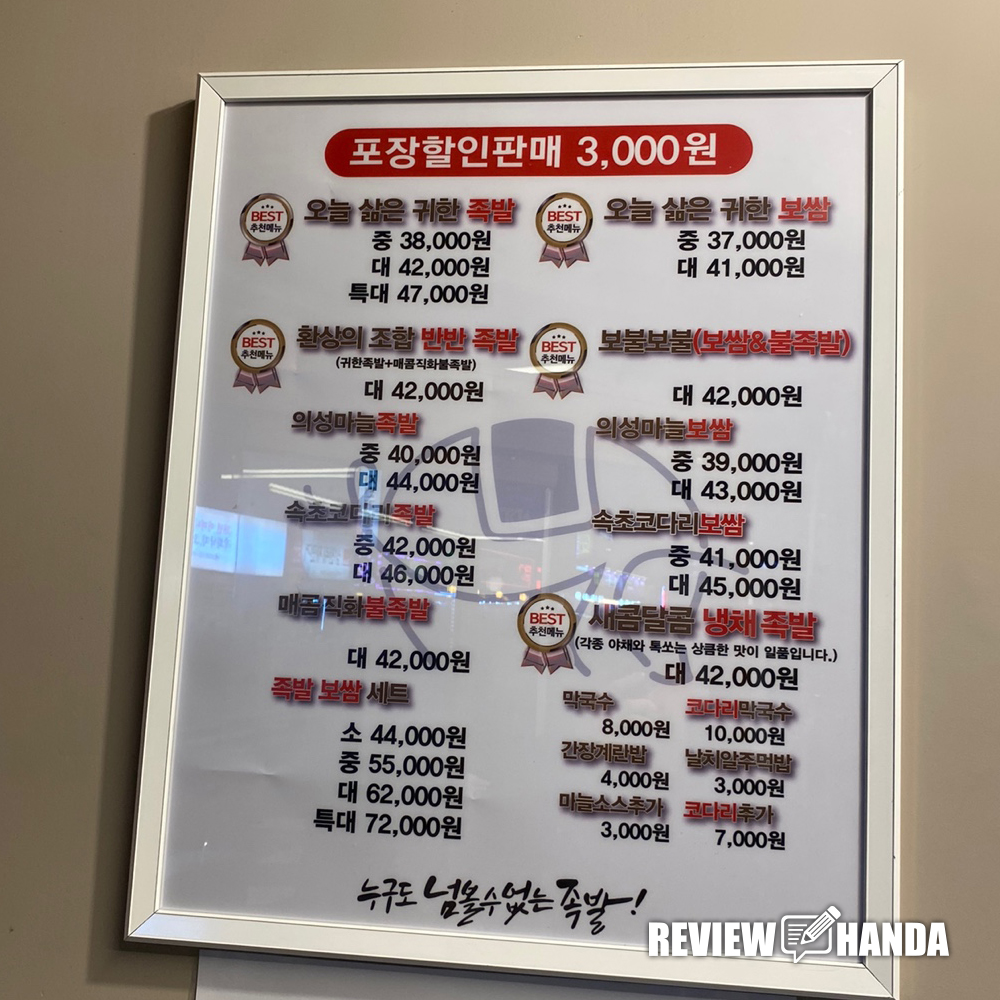 포장할인판매 3,000원
BEST
추천메뉴
오늘 삶은 귀한 족발
중 38,000원
대 42,000원
특대 47,000원
BEST
추천메뉴
오늘 삶은 귀한 보쌈
중 37,000원
대 41,000원
BEST
추천메뉴
환상의 조합 반반 족발
(귀한족발+매콤직화불족발)
대 42,000원
BEST
추천메뉴
보불보불(보쌈&불족발)
대 42,000원
의성마늘족발
중 40,000원
대 44,000원
의성마늘보쌈
중 39,000원
대 43,000원
속초코다리족발
중 42,000원
대 46,000원
속초코다리보쌈
중 41,000원
대 45,000원
매콤직화불족발
대 42,000원
BEST
추천메뉴
새콤달콤 냉채 족발
(각종 야채와 톡쏘는 상큼한 맛이 일품입니다.)
대 42,000원
족발 보쌈 세트
소 44,000원
중 55,000원
대 62,000원
특대 72,000원
막국수
8,000원
코다리막국수
10,000원
간장계란밥
4,000원
날치알주먹밥
3,000원
마늘소스추가
3,000원
코다리추가
7,000원
누구도 넘볼수없는 족발!
REVIEW HANDA